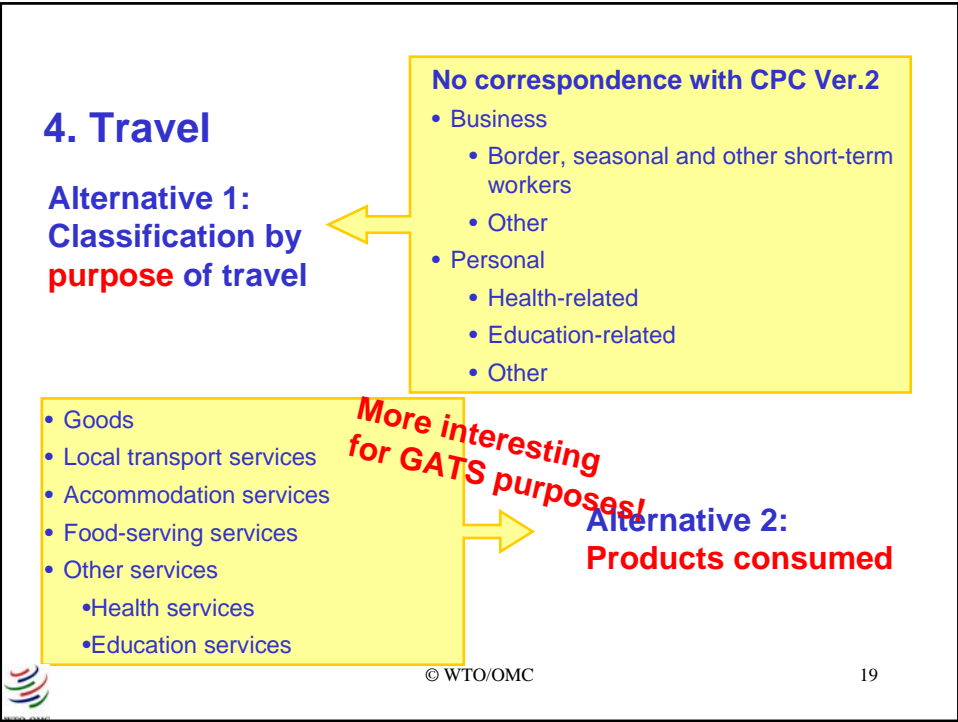 4. Travel
Alternative 1:
Classification by
purpose of travel
No correspondence with CPC Ver.2
• Business
• Border, seasonal and other short-term
workers
• Other
• Personal
• Health-related
• Education-related
• Other
• Goods
• Local transport services
• Accommodation services
• Food-serving services
• Other services
•Health services
•Education services
More interesting
for GATS purposes!
Alternative 2:
Products consumed
© WTO/OMC
19
WTO OMC